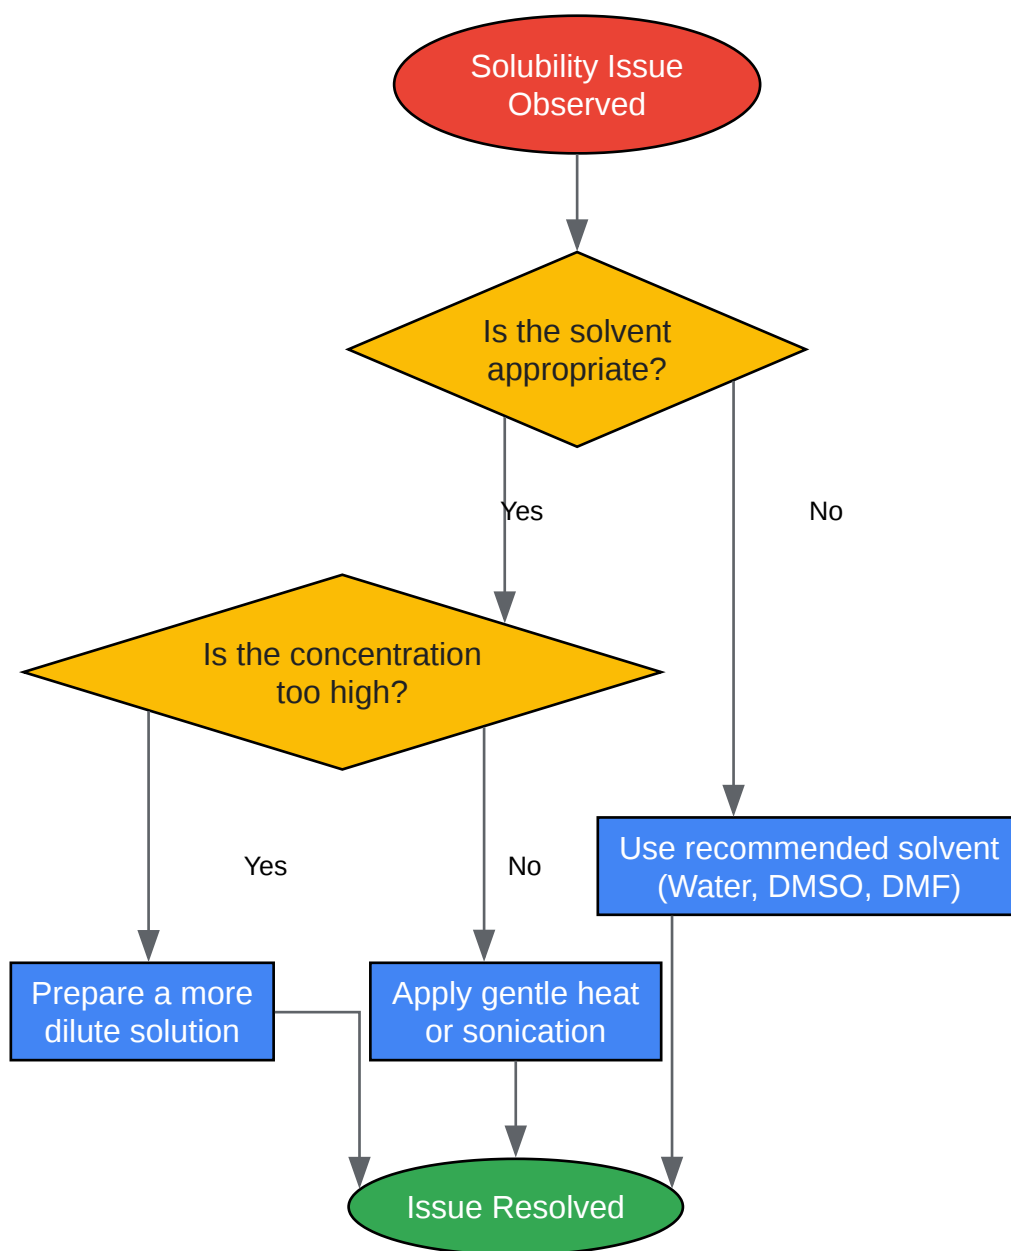 Solubility Issue
Observed
Is the solvent
appropriate?
Yes
No
Is the concentration
too high?
Yes
No
Use recommended solvent
(Water, DMSO, DMF)
Prepare a more
dilute solution
Apply gentle heat
or sonication
Issue Resolved